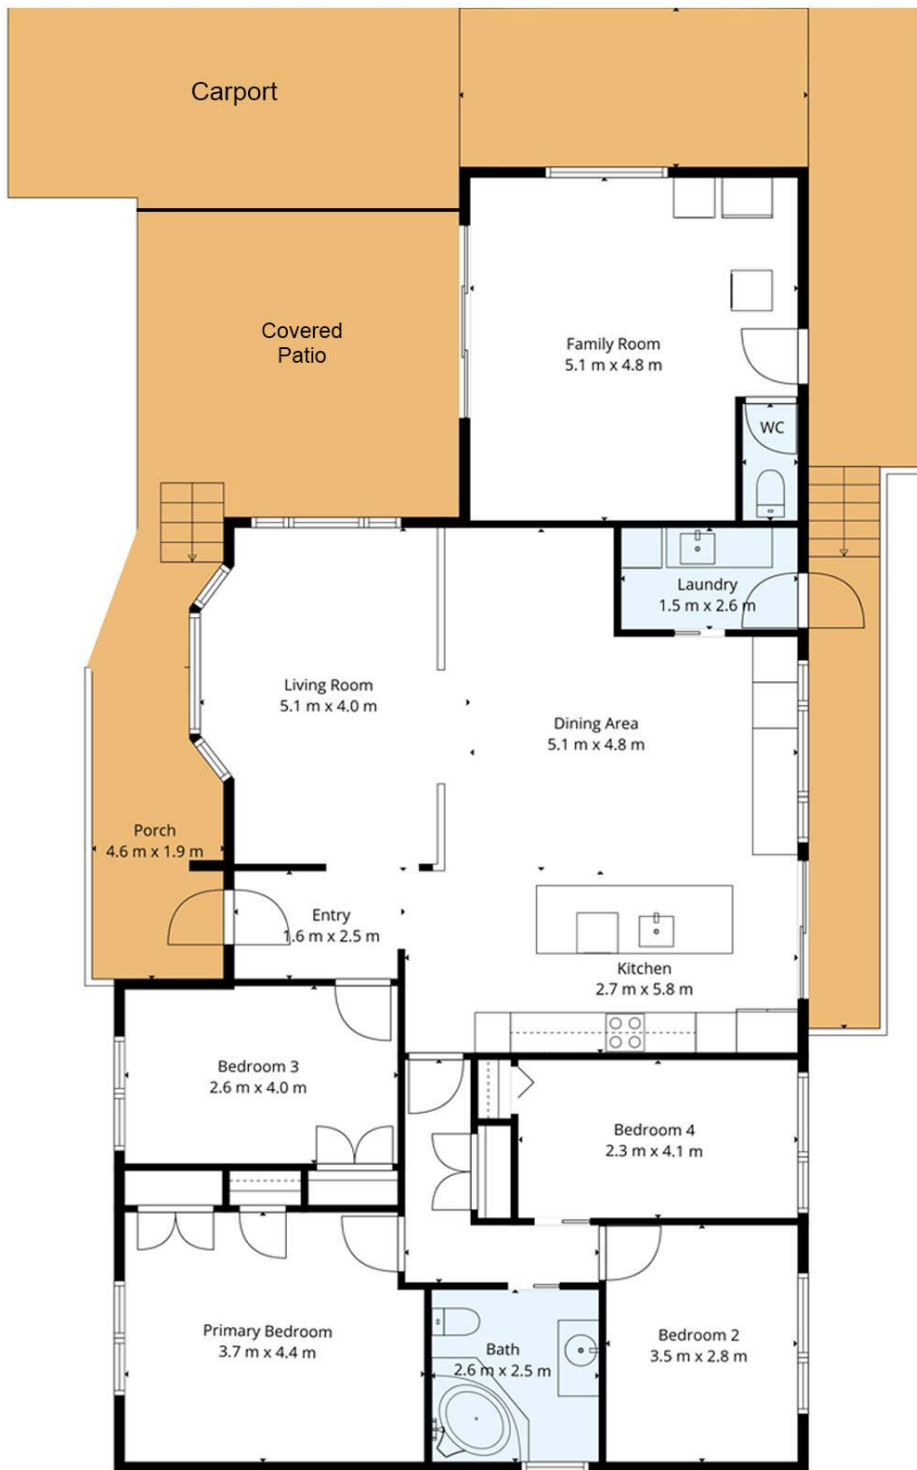 Carport
Covered
Patio
Family Room
5.1 m x 4.8 m
WC
Laundry
1.5 m x 2.6 m
Living Room
5.1 m x 4.0 m
Dining Area
5.1 m x 4.8 m
Porch
4.6 m x 1.9 m
Entry
1.6 m x 2.5 m
Kitchen
2.7 m x 5.8 m
Bedroom 3
2.6 m x 4.0 m
Bedroom 4
2.3 m x 4.1 m
Primary Bedroom
3.7 m x 4.4 m
Bath
2.6 m x 2.5 m
Bedroom 2
3.5 m x 2.8 m